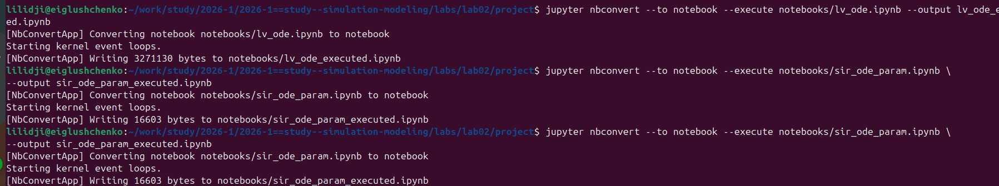 lilidji@eiglushchenko:~/work/study/2026-1/2026-1==study--simulation-modeling/labs/lab02/project$ jupyter nbconvert --to notebook --execute notebooks/lv_ode.ipynb --output lv_ode_e
ed.ipynb
[NbConvertApp] Converting notebook notebooks/lv_ode.ipynb to notebook
Starting kernel event loops.
[NbConvertApp] Writing 3271130 bytes to notebooks/lv_ode_executed.ipynb
lilidji@eiglushchenko:~/work/study/2026-1/2026-1==study--simulation-modeling/labs/lab02/project$ jupyter nbconvert --to notebook --execute notebooks/sir_ode_param.ipynb \
--output sir_ode_param_executed.ipynb
[NbConvertApp] Converting notebook notebooks/sir_ode_param.ipynb to notebook
Starting kernel event loops.
[NbConvertApp] Writing 16603 bytes to notebooks/sir_ode_param_executed.ipynb
lilidji@eiglushchenko:~/work/study/2026-1/2026-1==study--simulation-modeling/labs/lab02/project$ jupyter nbconvert --to notebook --execute notebooks/sir_ode_param.ipynb \
--output sir_ode_param_executed.ipynb
[NbConvertApp] Converting notebook notebooks/sir_ode_param.ipynb to notebook
Starting kernel event loops.
[NbConvertApp] Writing 16603 bytes to notebooks/sir_ode_param_executed.ipynb